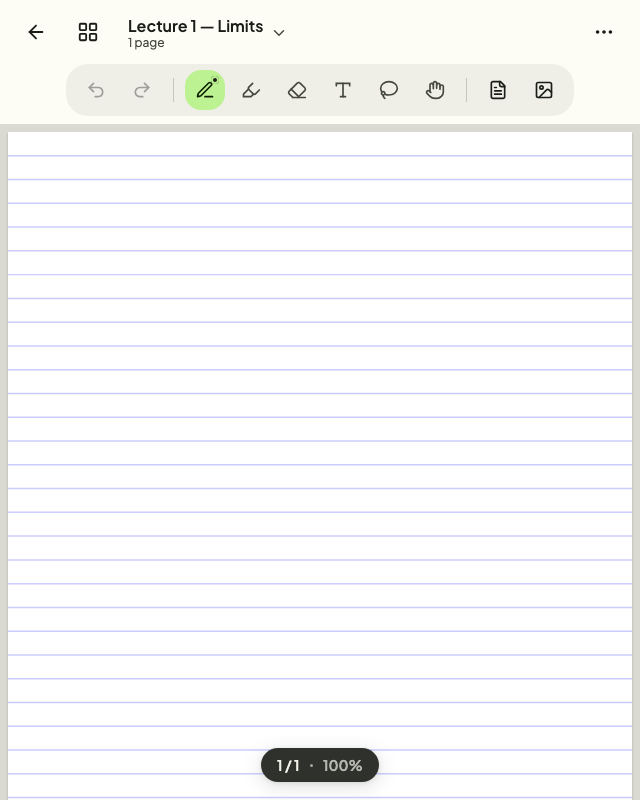 Lecture 1 — Limits
1 page
1 / 1 · 100%